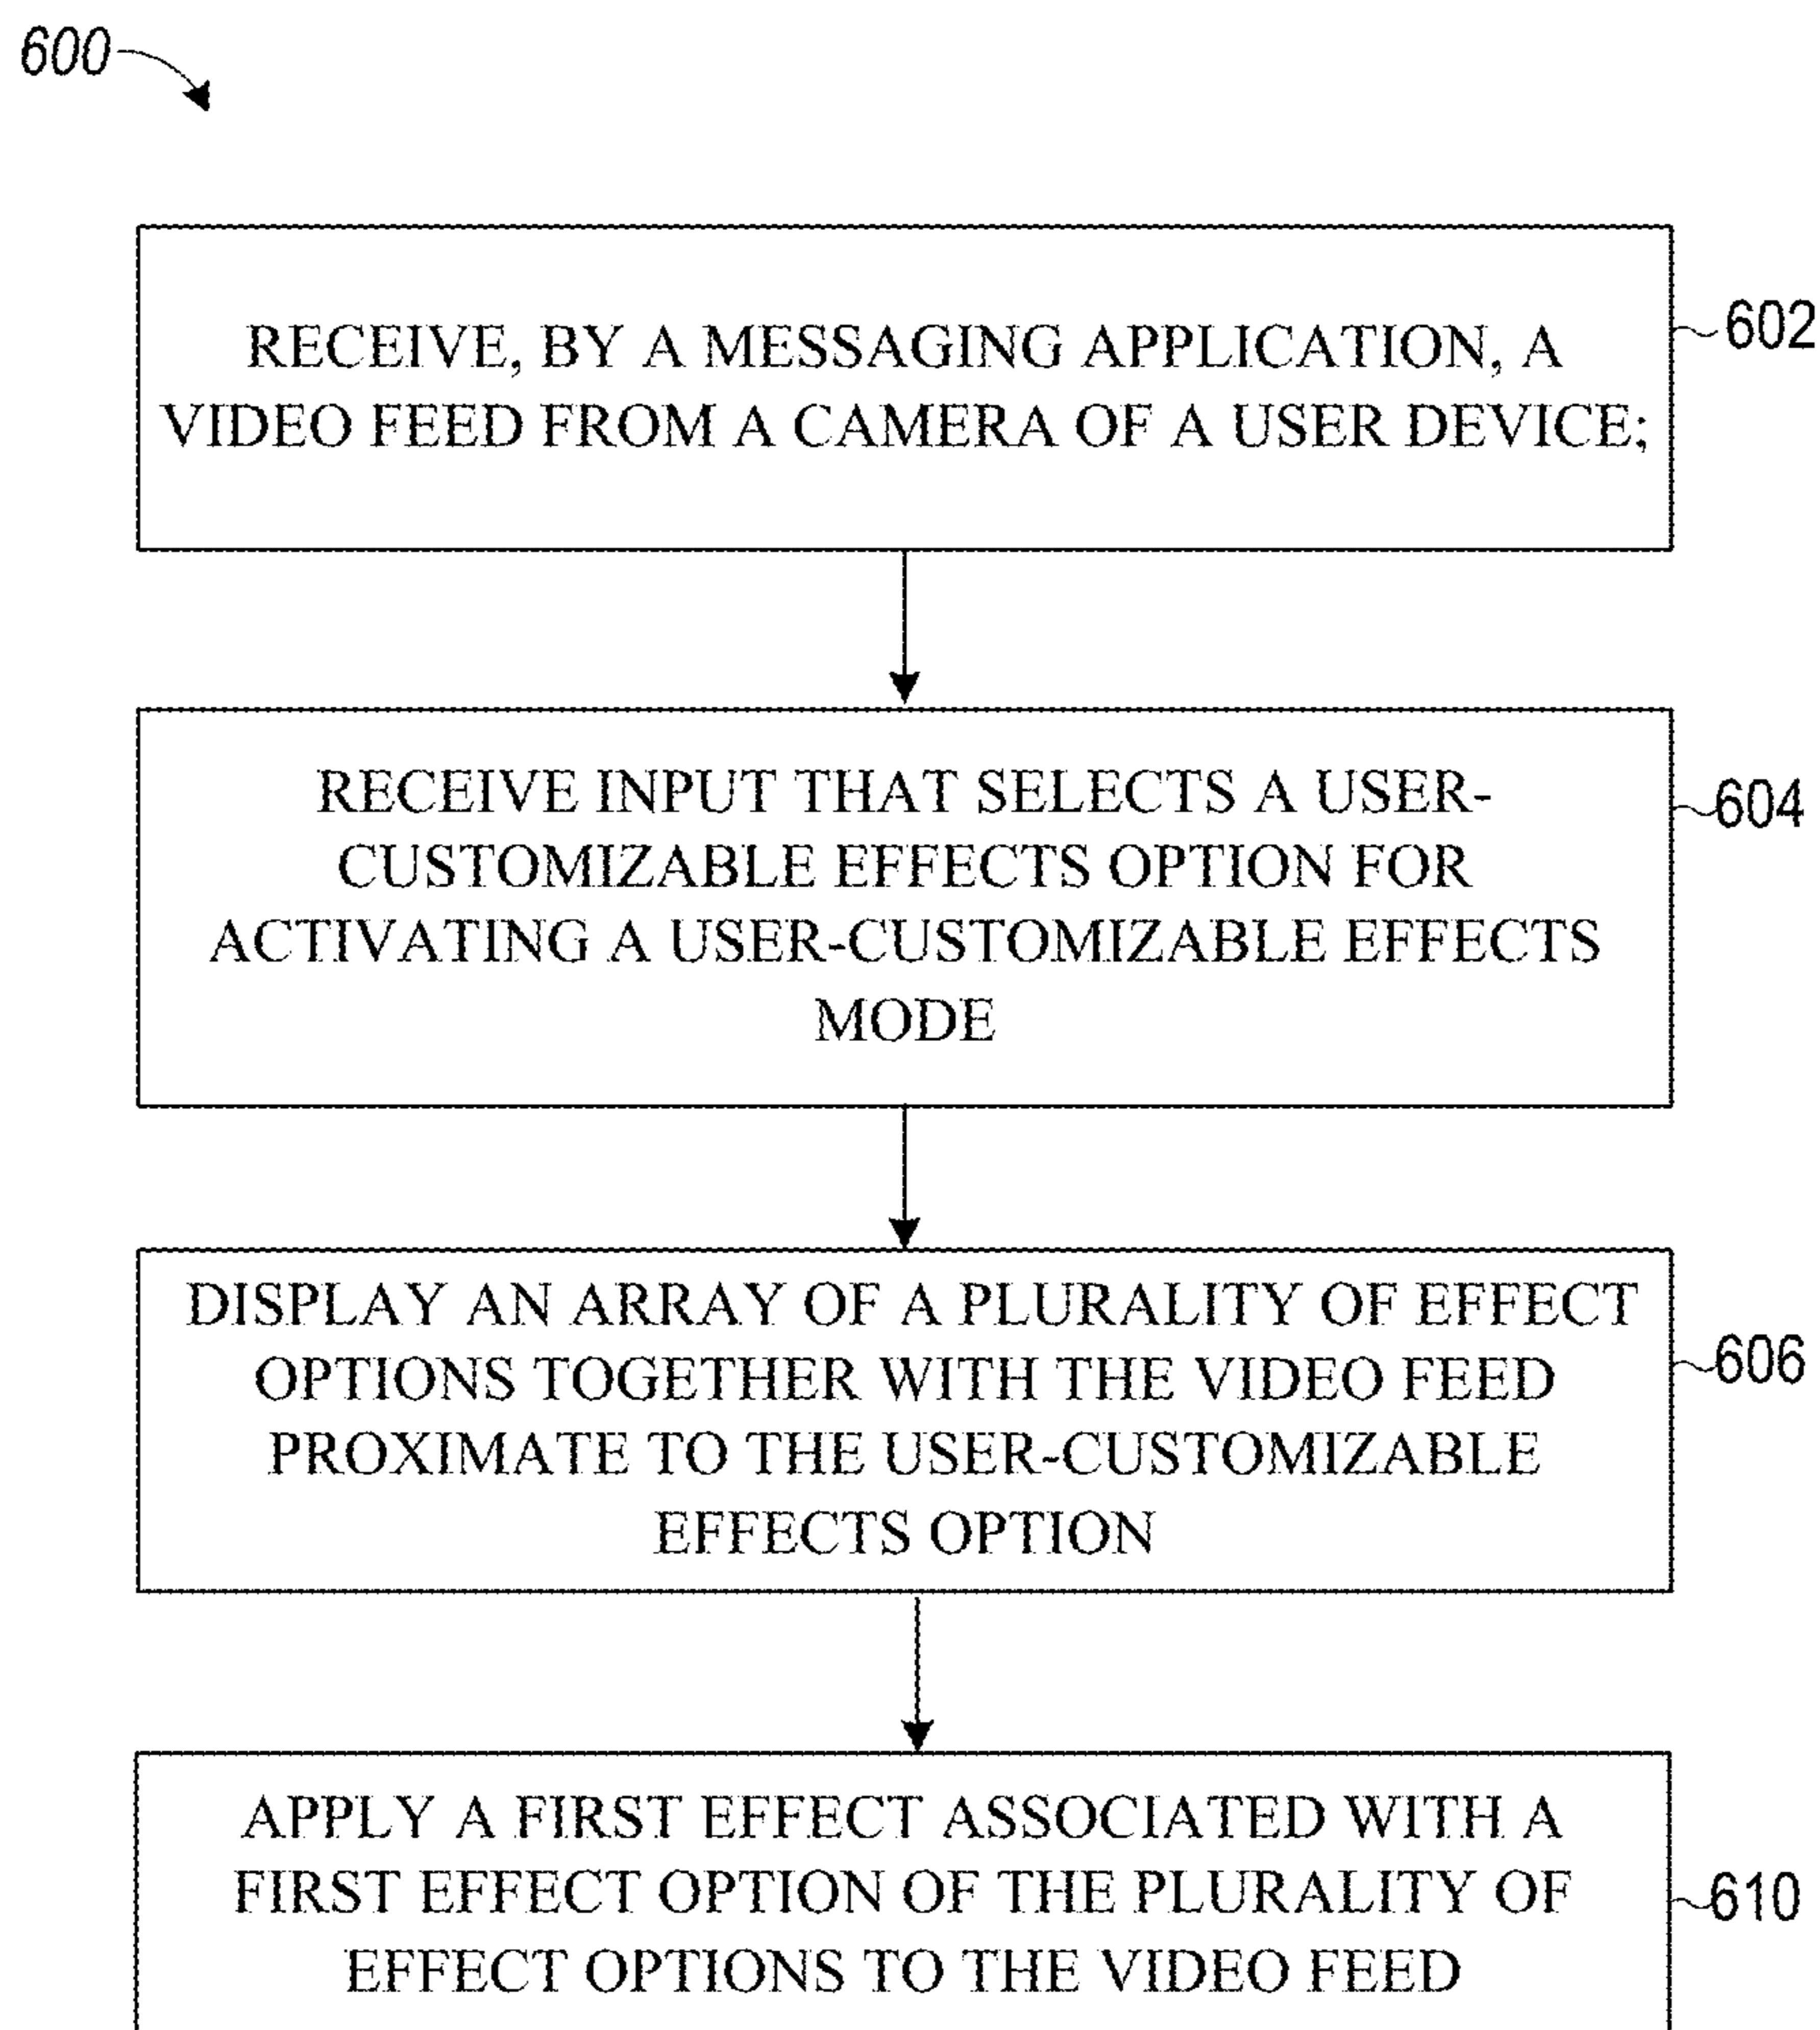 600
RECEIVE, BY A MESSAGING APPLICATION, A
VIDEO FEED FROM A CAMERA OF A USER DEVICE;
602
RECEIVE INPUT THAT SELECTS A USER-
CUSTOMIZABLE EFFECTS OPTION FOR
ACTIVATING A USER-CUSTOMIZABLE EFFECTS
MODE
604
DISPLAY AN ARRAY OF A PLURALITY OF EFFECT
OPTIONS TOGETHER WITH THE VIDEO FEED
PROXIMATE TO THE USER-CUSTOMIZABLE
EFFECTS OPTION
606
APPLY A FIRST EFFECT ASSOCIATED WITH A
FIRST EFFECT OPTION OF THE PLURALITY OF
EFFECT OPTIONS TO THE VIDEO FEED
610